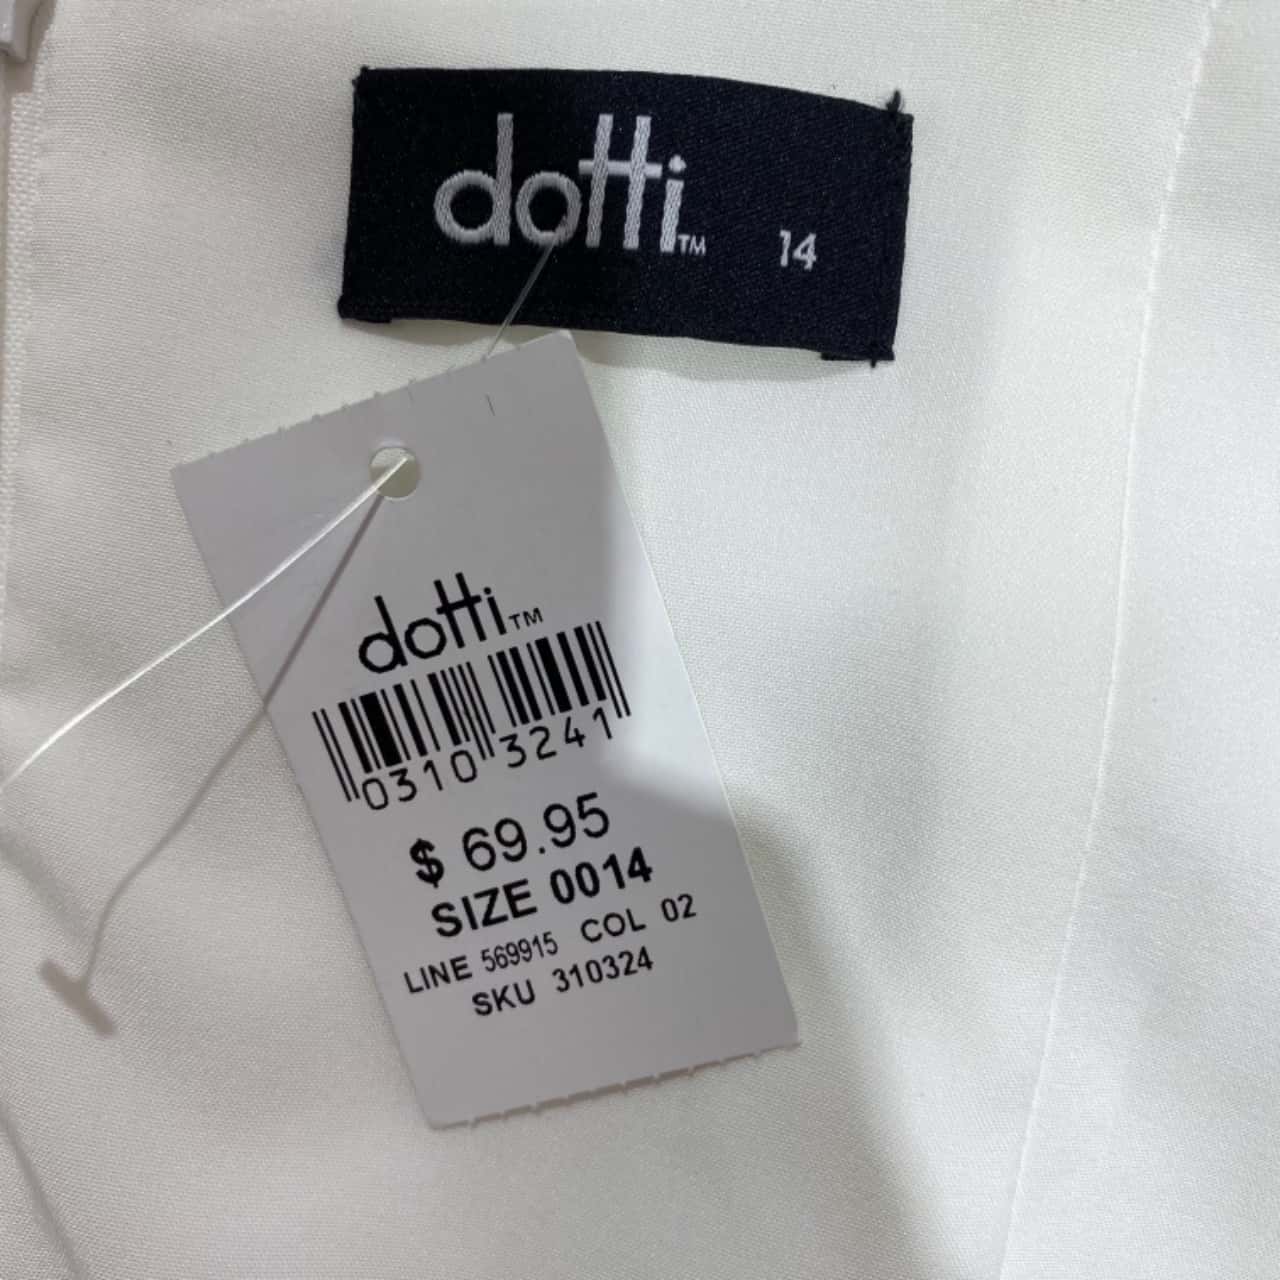 dotti™ 14
dotti™
0310 3241
$ 69.95
SIZE 0014
LINE 569915 COL 02
SKU 310324